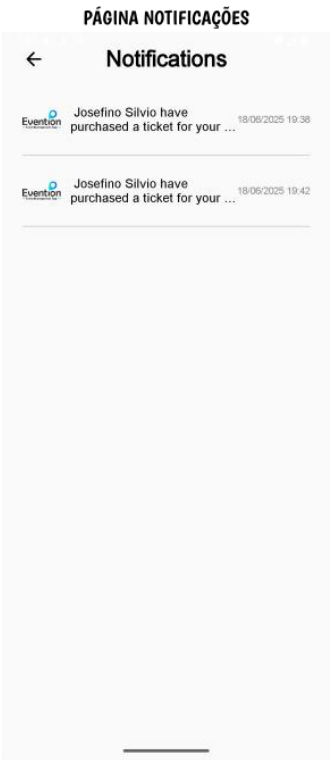 PÁGINA NOTIFICAÇÕES
Notifications
Evention
Josefino Silvio have
purchased a ticket for your ...
18/06/2025 19:38
Evention
Josefino Silvio have
purchased a ticket for your ...
18/06/2025 19:42